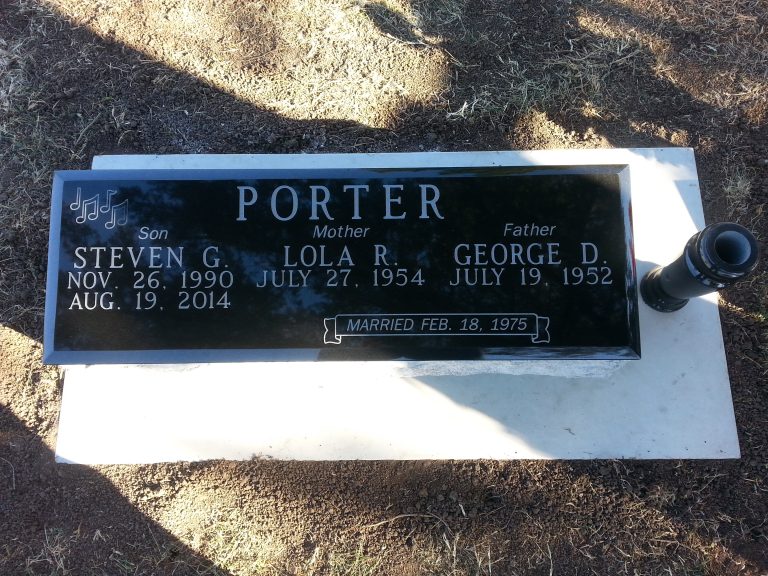 PORTER
Son
STEVEN G.
NOV. 26, 1990
AUG. 19, 2014
Mother
LOLA R.
JULY 27, 1954
Father
GEORGE D.
JULY 19, 1952
MARRIED FEB. 18, 1975